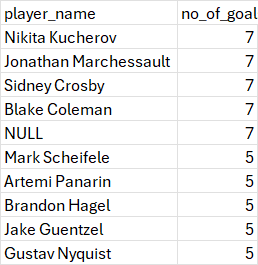 player_name no_of_goal
Nikita Kucherov 7
Jonathan Marchessault 7
Sidney Crosby 7
Blake Coleman 7
NULL 7
Mark Scheifele 5
Artemi Panarin 5
Brandon Hagel 5
Jake Guentzel 5
Gustav Nyquist 5